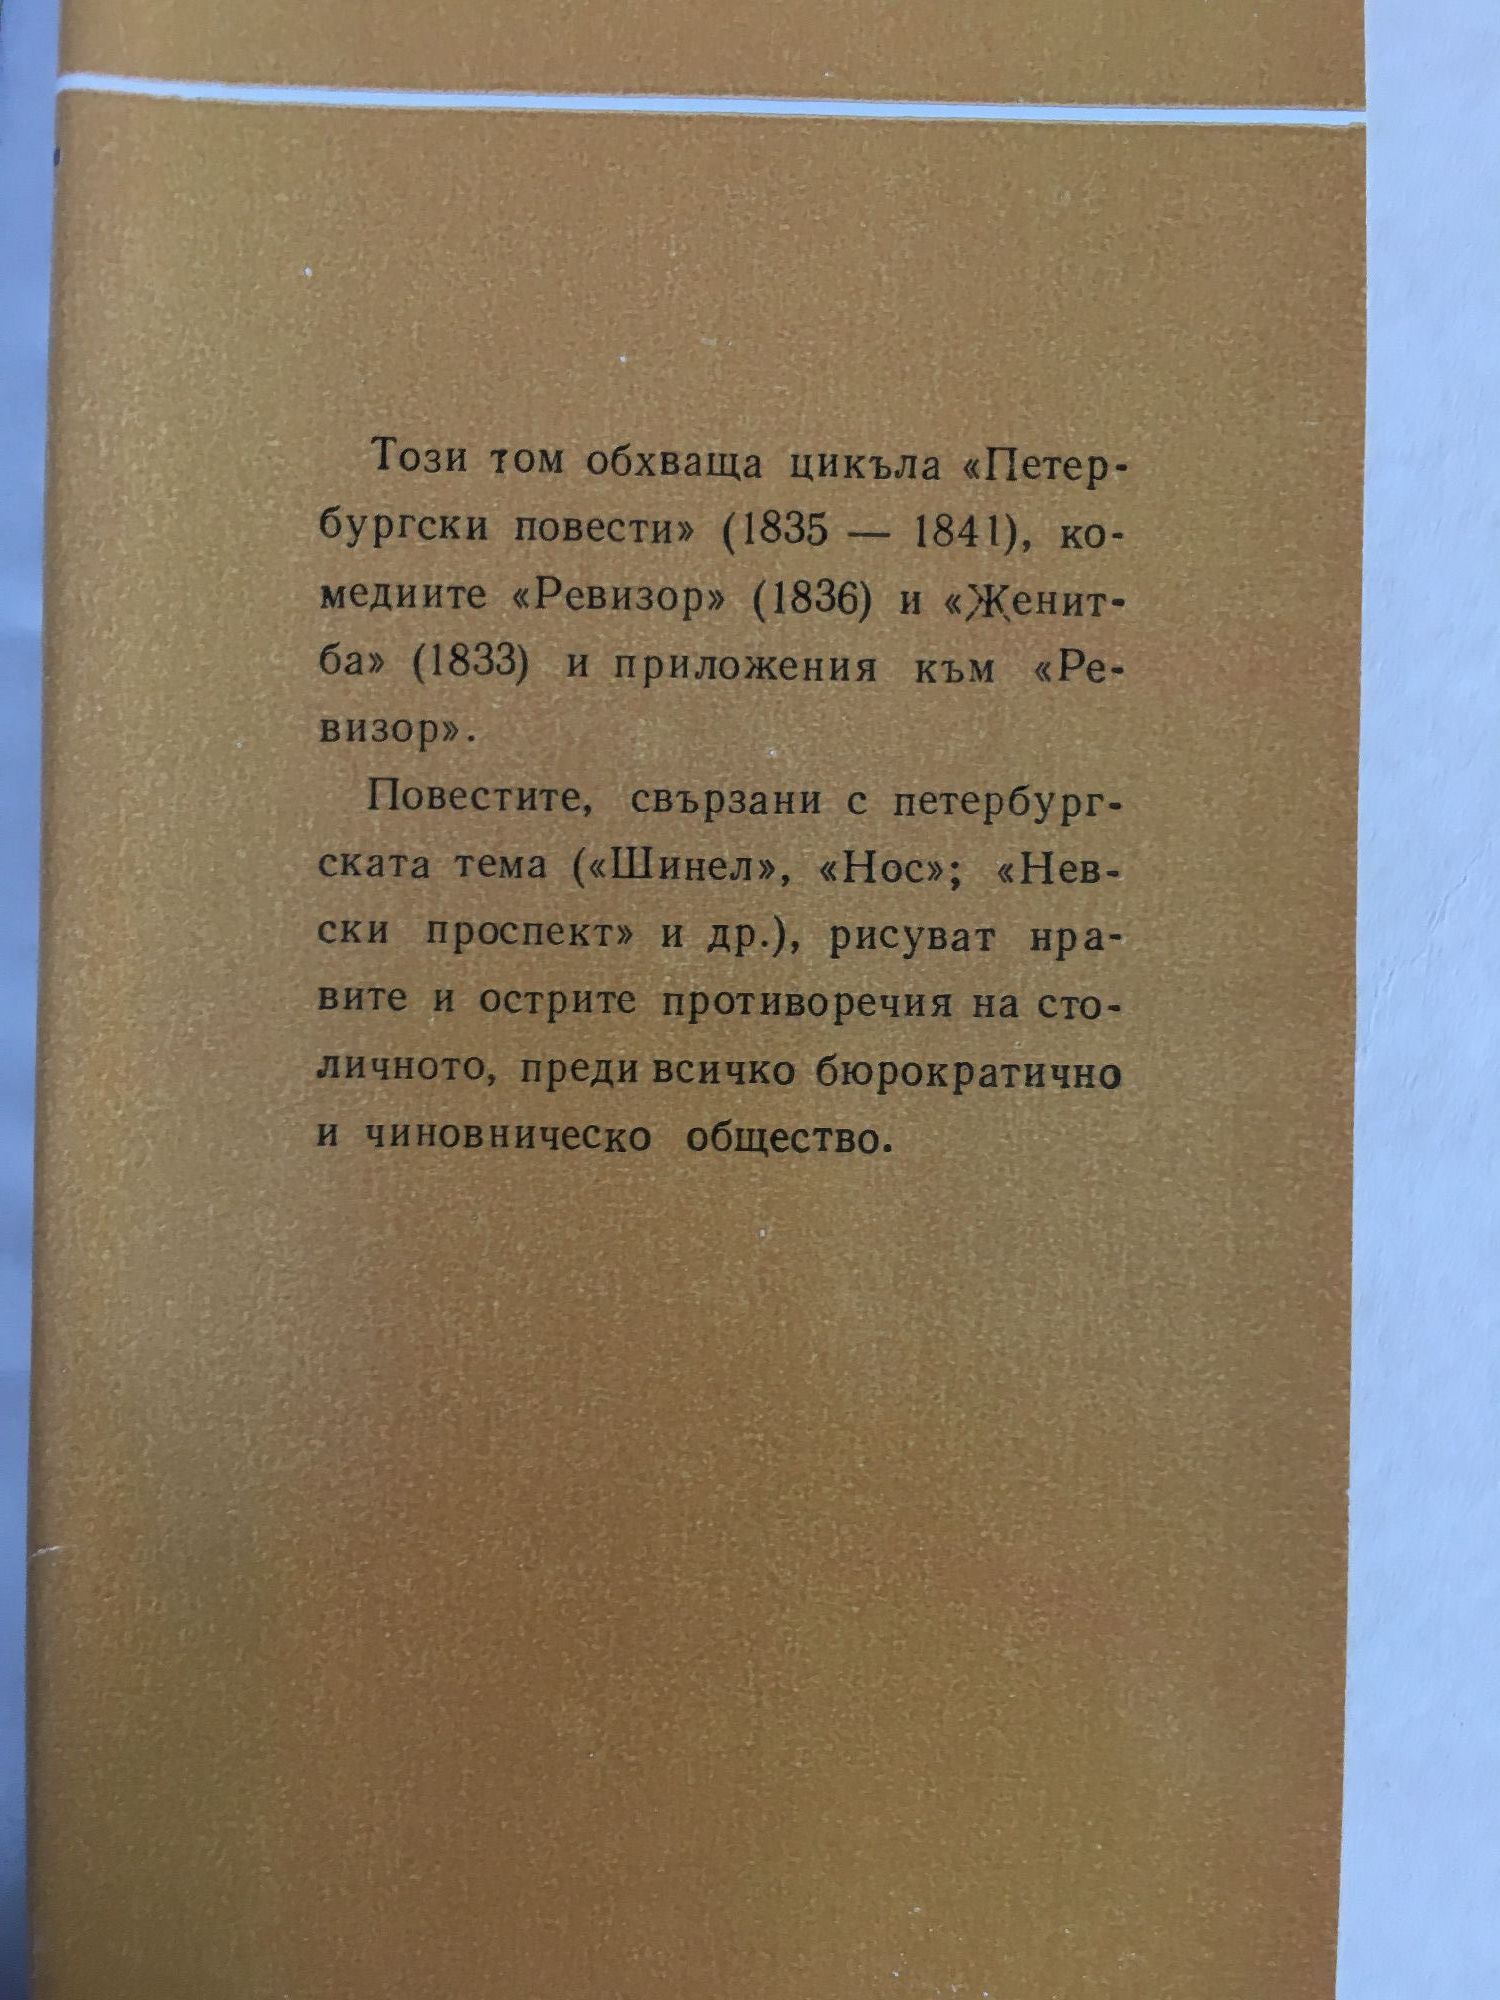 Този том обхваща цикъла «Петер-
бургски повести» (1835 — 1841), ко-
медиите «Ревизор» (1836) и «Женит-
ба» (1833) и приложения към «Ре-
визор».
Повестите, свързани с петербург-
ската тема («Шинел», «Нос»; «Нев-
ски проспект» и др.), рисуват нра-
вите и острите противоречия на сто-
личното, преди всичко бюрократично
и чиновническо общество.